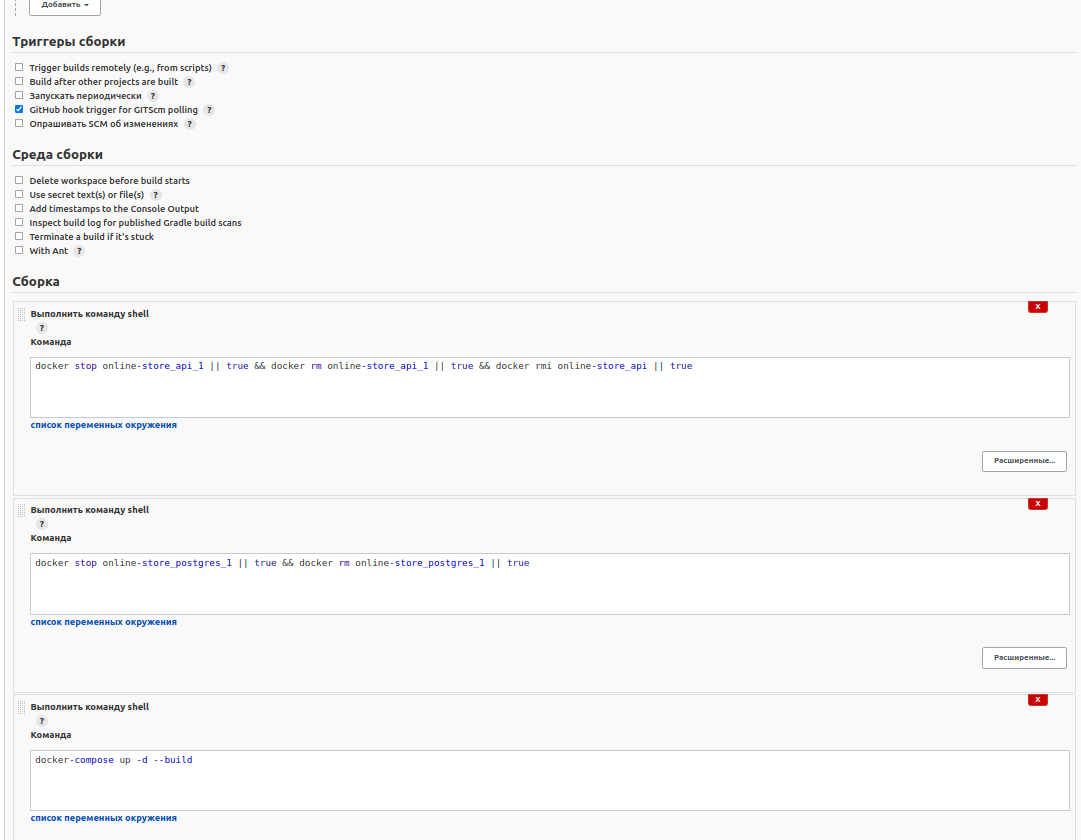 Добавить
Триггеры сборки
Trigger builds remotely (e.g., from scripts) ?
Build after other projects are built ?
Запускать периодически ?
GitHub hook trigger for GITScm polling ?
Опрашивать SCM об изменениях ?
Среда сборки
Delete workspace before build starts
Use secret text(s) or file(s) ?
Add timestamps to the Console Output
Inspect build log for published Gradle build scans
Terminate a build if it's stuck
With Ant ?
Сборка
X
Выполнить команду shell
?
Команда
docker stop online-store_api_1 || true && docker rm online-store_api_1 || true && docker rmi online-store_api || true
список переменных окружения
Расширенные...
X
Выполнить команду shell
?
Команда
docker stop online-store_postgres_1 || true && docker rm online-store_postgres_1 || true
список переменных окружения
Расширенные...
X
Выполнить команду shell
?
Команда
docker-compose up -d --build
список переменных окружения